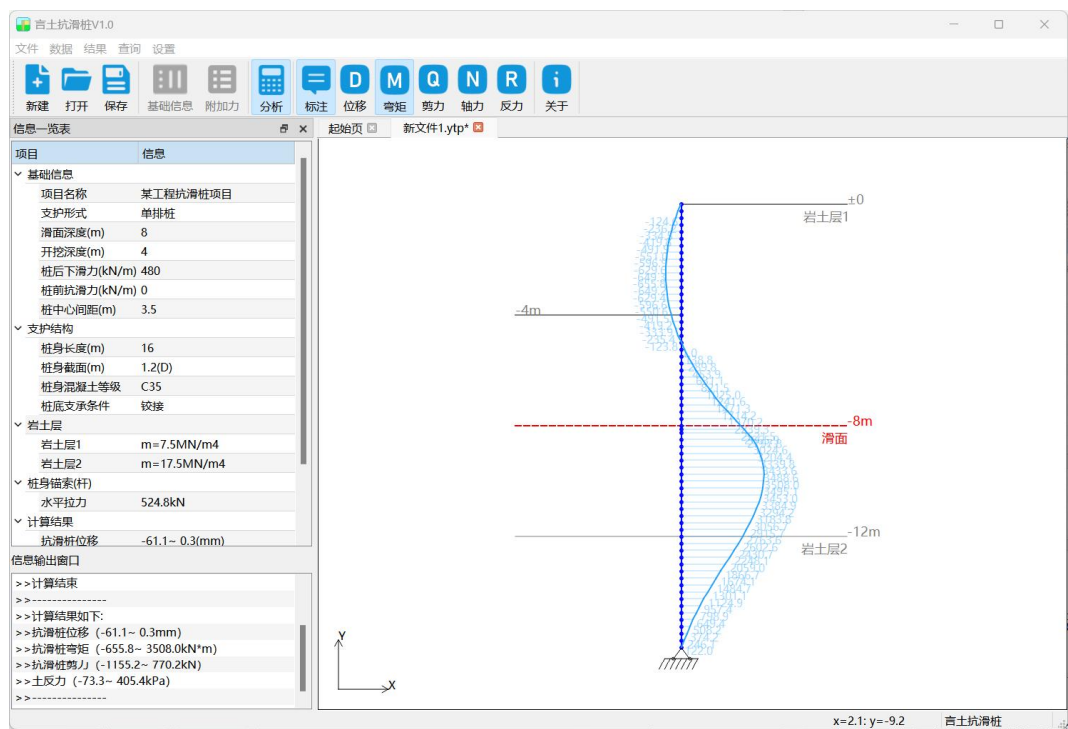 言土抗滑桩V1.0
文件 数据 结果 查询 设置
新建 打开 保存 基础信息 附加力 分析 标注 位移 弯矩 剪力 轴力 反力 关于
D M Q N R i
信息一览表
起始页 新文件1.ytp*
项目 信息
基础信息
项目名称 某工程抗滑桩项目
支护形式 单排桩
滑面深度(m) 8
开挖深度(m) 4
桩后下滑力(kN/m) 480
桩前抗滑力(kN/m) 0
桩中心间距(m) 3.5
支护结构
桩身长度(m) 16
桩身截面(m) 1.2(D)
桩身混凝土等级 C35
桩底支承条件 铰接
岩土层
岩土层1 m=7.5MN/m4
岩土层2 m=17.5MN/m4
桩身锚索(杆)
水平拉力 524.8kN
计算结果
抗滑桩位移 -61.1~ 0.3(mm)
信息输出窗口
>>计算结束
>>---------------
>>计算结果如下:
>>抗滑桩位移（-61.1~ 0.3mm）
>>抗滑桩弯矩（-655.8~ 3508.0kN*m）
>>抗滑桩剪力（-1155.2~ 770.2kN）
>>土反力（-73.3~ 405.4kPa）
>>---------------
±0
岩土层1
-4m
-8m
滑面
-12m
岩土层2
Y
X
x=2.1: y=-9.2 言土抗滑桩